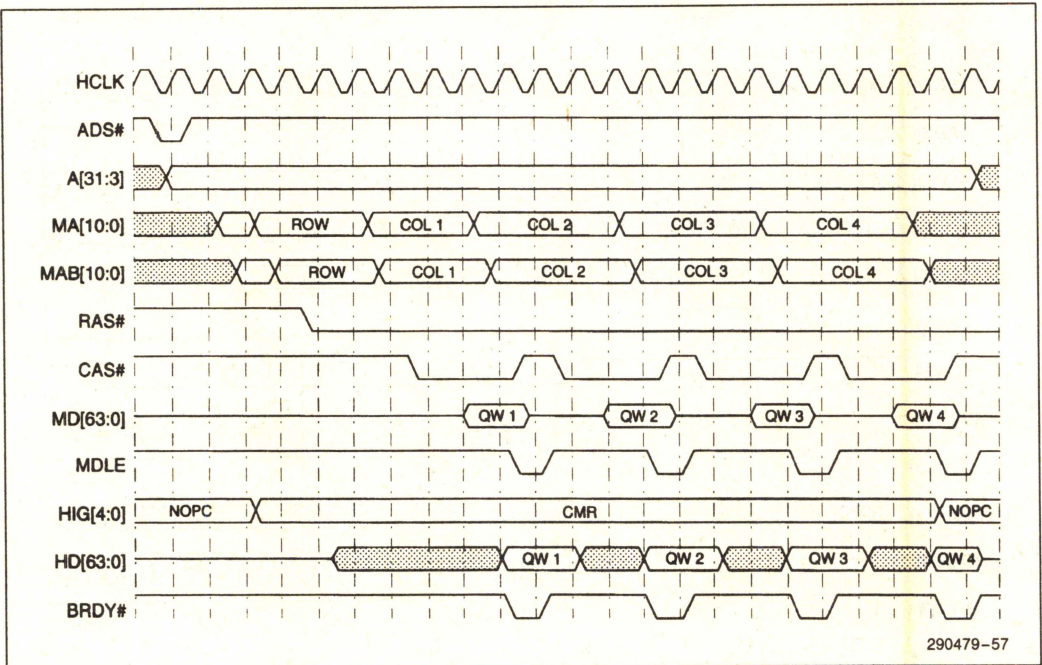 HCLK
ADS#
A[31:3]
MA[10:0] ROW COL 1 COL 2 COL 3 COL 4
MAB[10:0] ROW COL 1 COL 2 COL 3 COL 4
RAS#
CAS#
MD[63:0] QW 1 QW 2 QW 3 QW 4
MDLE
HIG[4:0] NOPC CMR NOPC
HD[63:0] QW 1 QW 2 QW 3 QW 4
BRDY#
290479-57